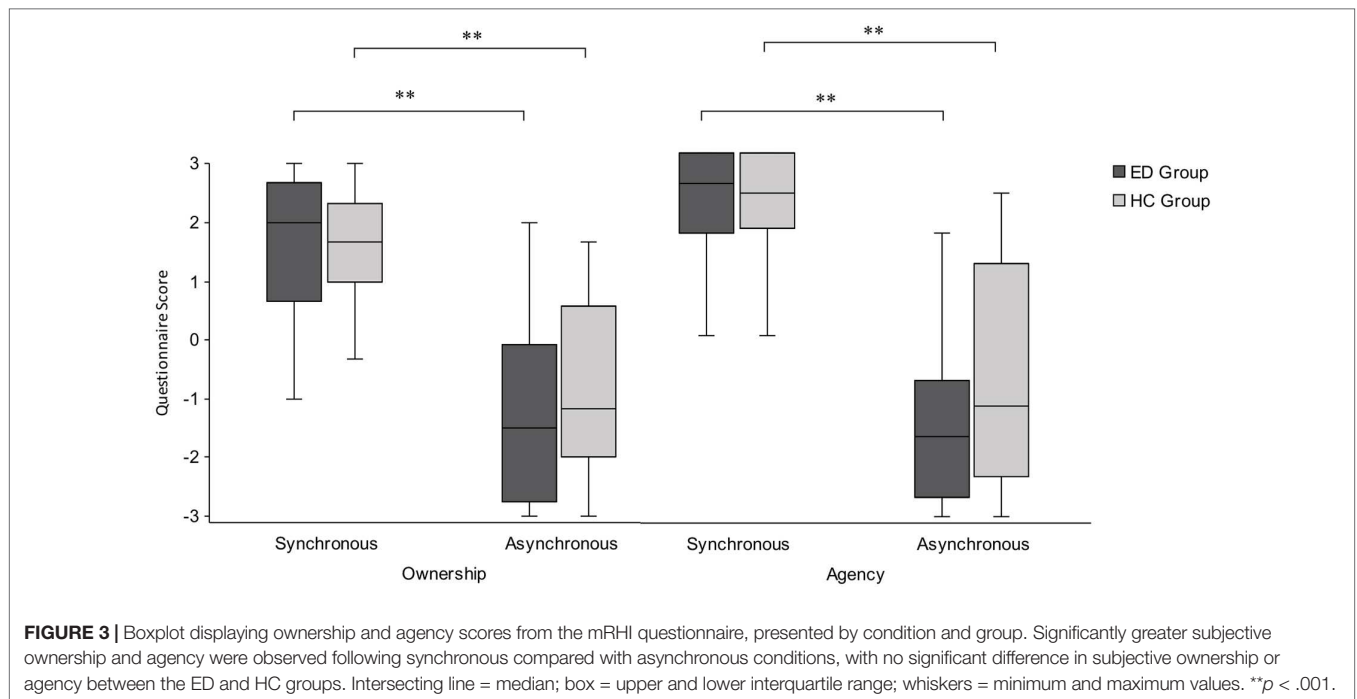 ** **
** **
3
2
1
0
-1
-2
-3
Questionnaire Score
ED Group
HC Group
Synchronous Asynchronous Synchronous Asynchronous
Ownership Agency
FIGURE 3 | Boxplot displaying ownership and agency scores from the mRHI questionnaire, presented by condition and group. Significantly greater subjective
ownership and agency were observed following synchronous compared with asynchronous conditions, with no significant difference in subjective ownership or
agency between the ED and HC groups. Intersecting line = median; box = upper and lower interquartile range; whiskers = minimum and maximum values. **p < .001.